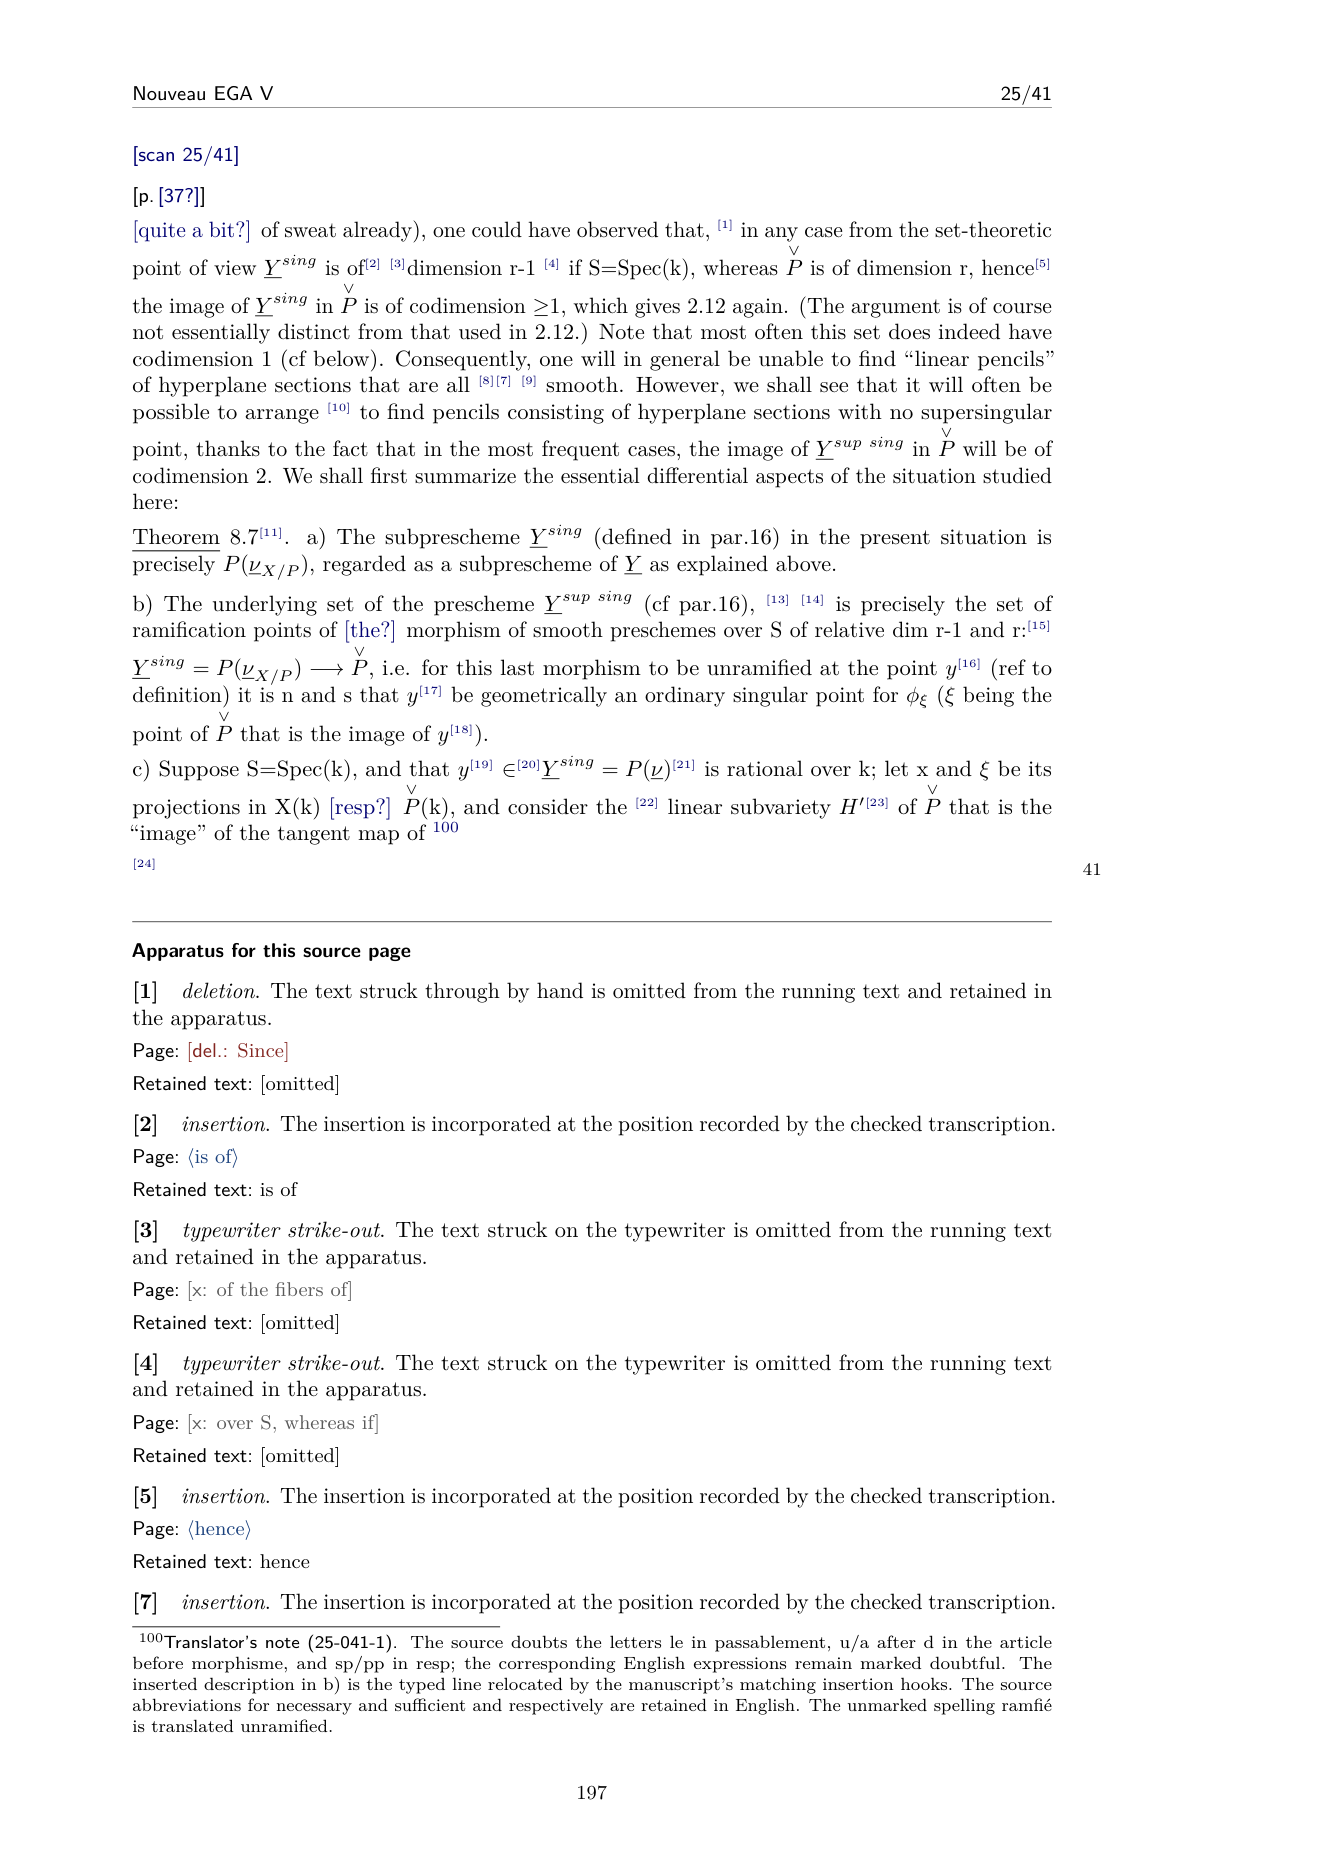 Nouveau EGA V 25/41
[scan 25/41]
[p. [37?]]
[quite a bit?] of sweat already), one could have observed that, [1] in any case from the set-theoretic
point of view Y^{sing} is of[2] [3]dimension r-1 [4] if S=Spec(k), whereas P̌ is of dimension r, hence[5]
the image of Y^{sing} in P̌ is of codimension ≥1, which gives 2.12 again. (The argument is of course
not essentially distinct from that used in 2.12.) Note that most often this set does indeed have
codimension 1 (cf below). Consequently, one will in general be unable to find “linear pencils”
of hyperplane sections that are all [8][7] [9] smooth. However, we shall see that it will often be
possible to arrange [10] to find pencils consisting of hyperplane sections with no supersingular
point, thanks to the fact that in the most frequent cases, the image of Y^{sup sing} in P̌ will be of
codimension 2. We shall first summarize the essential differential aspects of the situation studied
here:
Theorem 8.7[11]. a) The subprescheme Y^{sing} (defined in par.16) in the present situation is
precisely P(ν_{X/P}), regarded as a subprescheme of Y as explained above.
b) The underlying set of the prescheme Y^{sup sing} (cf par.16), [13] [14] is precisely the set of
ramification points of [the?] morphism of smooth preschemes over S of relative dim r-1 and r:[15]
Y^{sing} = P(ν_{X/P}) ⟶ P̌, i.e. for this last morphism to be unramified at the point y[16] (ref to
definition) it is n and s that y[17] be geometrically an ordinary singular point for ϕ_ξ (ξ being the
point of P̌ that is the image of y[18]).
c) Suppose S=Spec(k), and that y[19] ∈[20]Y^{sing} = P(ν)[21] is rational over k; let x and ξ be its
projections in X(k) [resp?] P̌(k), and consider the [22] linear subvariety H′[23] of P̌ that is the
“image” of the tangent map of 100
[24]
41
Apparatus for this source page
[1] deletion. The text struck through by hand is omitted from the running text and retained in
the apparatus.
Page: [del.: Since]
Retained text: [omitted]
[2] insertion. The insertion is incorporated at the position recorded by the checked transcription.
Page: ⟨is of⟩
Retained text: is of
[3] typewriter strike-out. The text struck on the typewriter is omitted from the running text
and retained in the apparatus.
Page: [x: of the fibers of]
Retained text: [omitted]
[4] typewriter strike-out. The text struck on the typewriter is omitted from the running text
and retained in the apparatus.
Page: [x: over S, whereas if]
Retained text: [omitted]
[5] insertion. The insertion is incorporated at the position recorded by the checked transcription.
Page: ⟨hence⟩
Retained text: hence
[7] insertion. The insertion is incorporated at the position recorded by the checked transcription.
100Translator’s note (25-041-1). The source doubts the letters le in passablement, u/a after d in the article
before morphisme, and sp/pp in resp; the corresponding English expressions remain marked doubtful. The
inserted description in b) is the typed line relocated by the manuscript’s matching insertion hooks. The source
abbreviations for necessary and sufficient and respectively are retained in English. The unmarked spelling ramfié
is translated unramified.
197